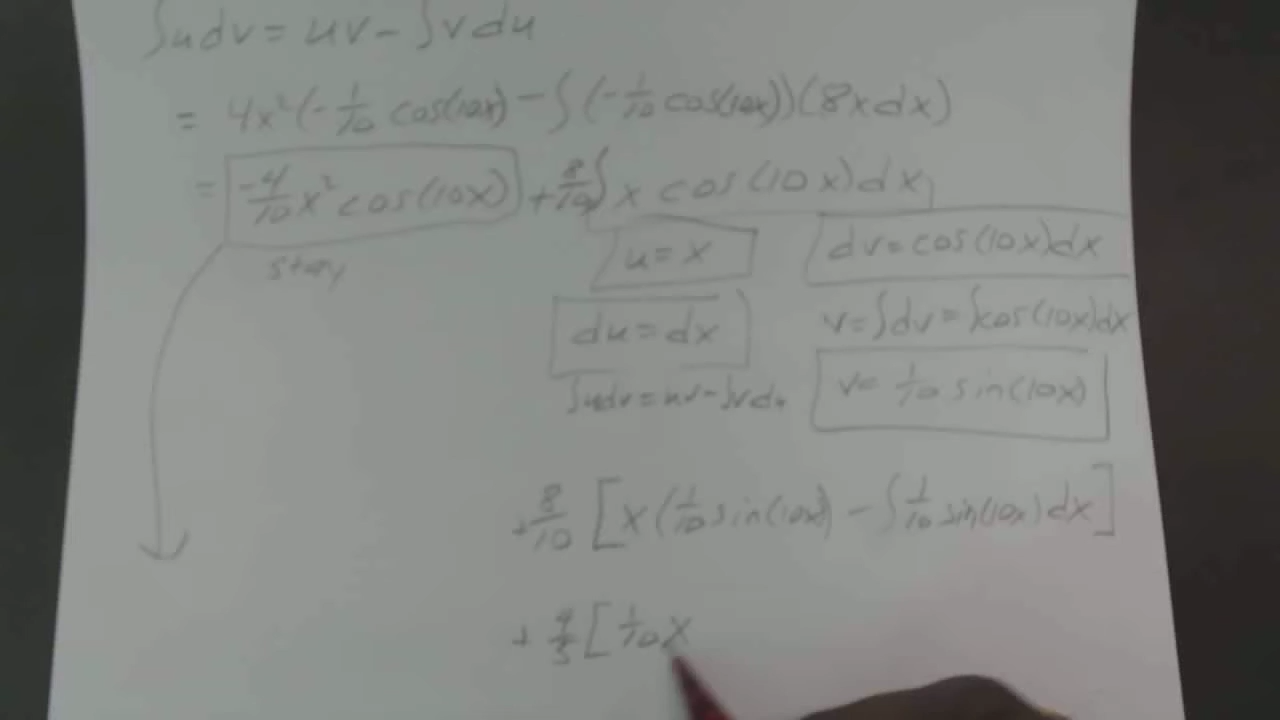 ∫udv = uv - ∫vdu
= 4x²(-1/10 cos(10x) - ∫(-1/10 cos(10x))(8xdx)
= -4/10 x² cos(10x) + 8/10 ∫ x cos(10x)dx
stay
u = x
dv = cos(10x)dx
du = dx
v = ∫dv = ∫cos(10x)dx
∫udv = uv - ∫vdu
v = 1/10 sin(10x)
+ 8/10 [x(1/10 sin(10x) - ∫1/10 sin(10x)dx]
+ 4/5 [1/10 x